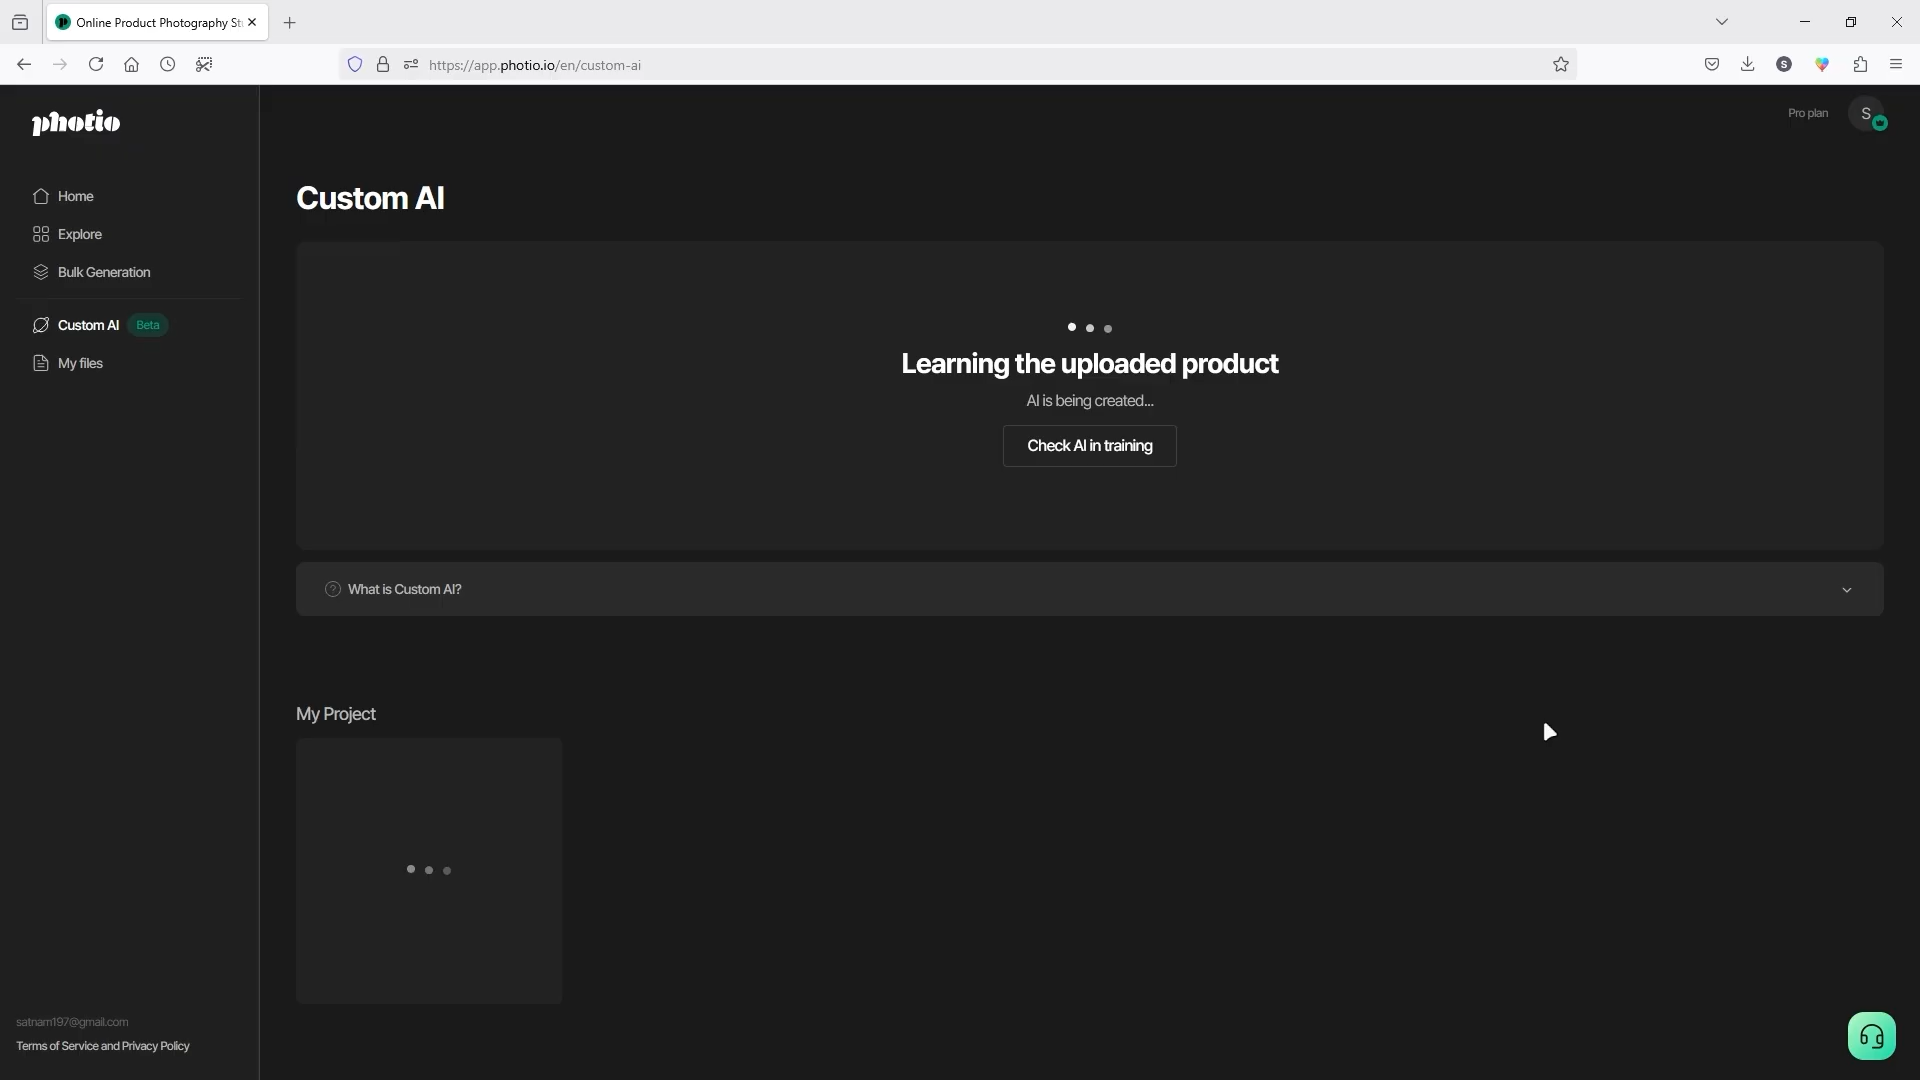 Online Product Photography St
https://app.photio.io/en/custom-ai
photio
Pro plan
S
Home
Explore
Bulk Generation
Custom AI Beta
My files
Custom AI
Learning the uploaded product
AI is being created...
Check AI in training
? What is Custom AI?
My Project
satnam197@gmail.com
Terms of Service and Privacy Policy